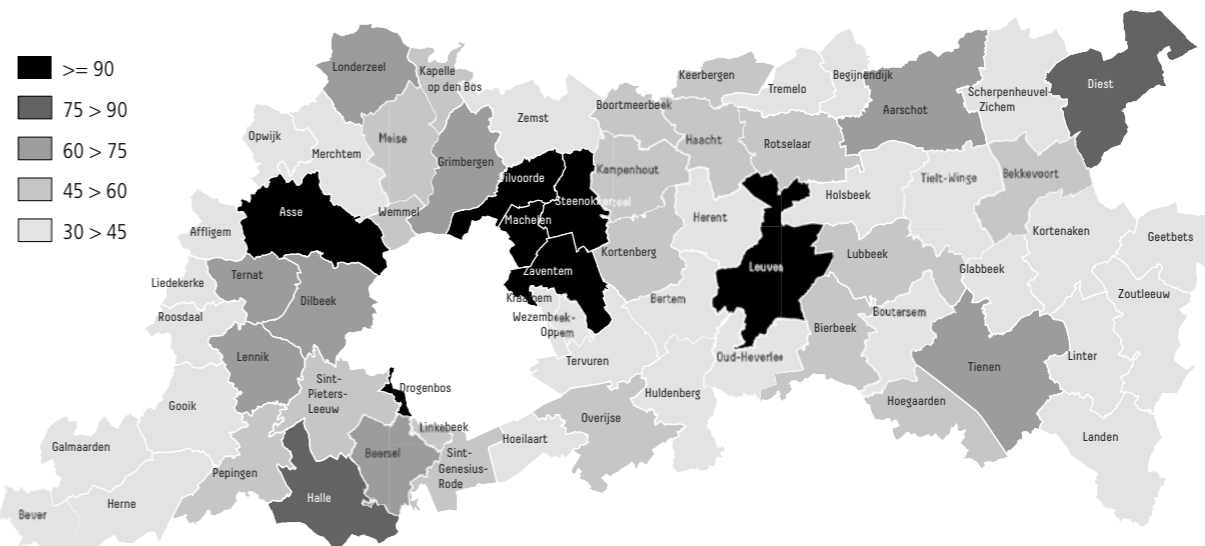 >= 90
75 > 90
60 > 75
45 > 60
30 > 45
Londerzeel
Kapelle
op den Bos
Opwijk
Merchtem
Meise
Grimbergen
Zemst
Boortmeerbeek
Keerbergen
Tremelo
Begijnendijk
Aarschot
Scherpenheuvel-
Zichem
Diest
Haacht
Rotselaar
Kampenhout
Vilvoorde
Steenokkerzeel
Machelen
Asse
Wemmel
Affligem
Herent
Holsbeek
Tielt-Winge
Bekkevoort
Kortenaken
Geetbets
Kortenberg
Lubbeek
Glabbeek
Leuven
Zaventem
Kraainem
Wezembeek-
Oppem
Liedekerke
Ternat
Dilbeek
Roosdaal
Bertem
Boutersem
Bierbeek
Zoutleeuw
Lennik
Tervuren
Oud-Heverlee
Tienen
Linter
Sint-
Pieters-
Leeuw
Drogenbos
Huldenberg
Hoegaarden
Gooik
Overijse
Linkebeek
Hoeilaart
Landen
Galmaarden
Beersel
Sint-
Genesius-
Rode
Pepingen
Halle
Herne
Bever